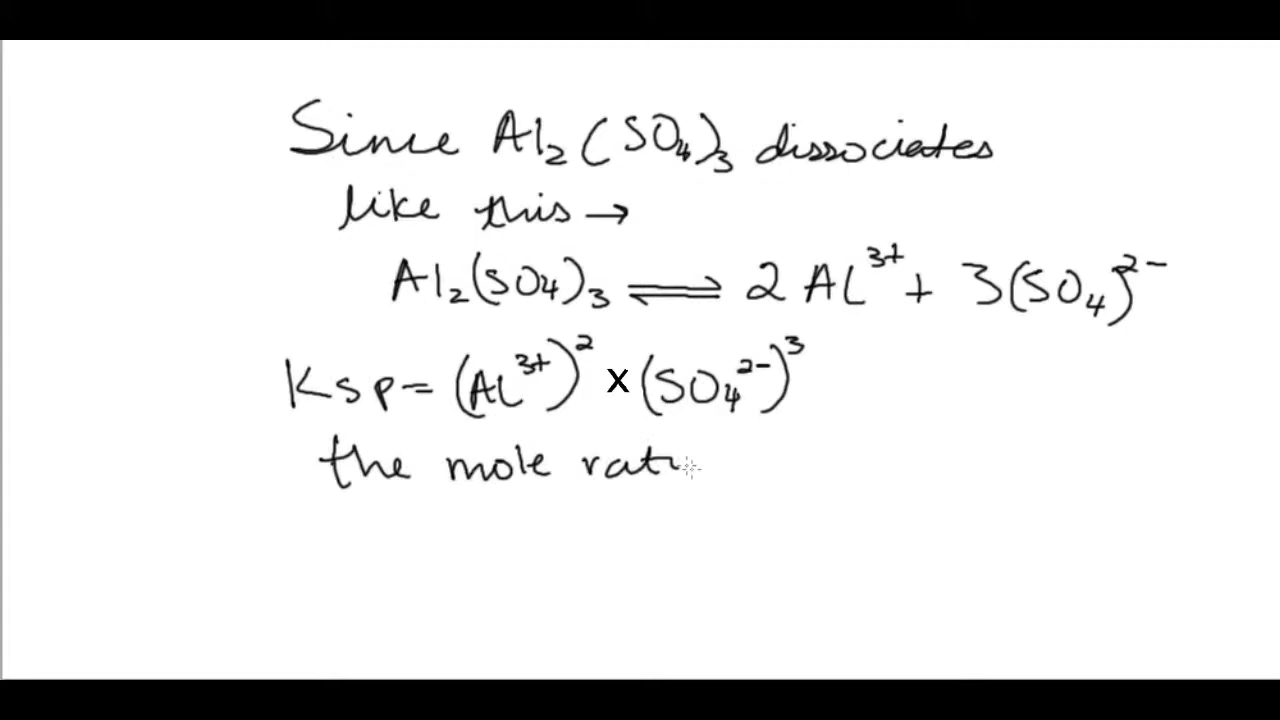 Since Al₂(SO₄)₃ dissociates
like this →
Al₂(SO₄)₃ ⇌ 2 AL³⁺ + 3(SO₄)²⁻
Ksp = (AL³⁺)² x (SO₄²⁻)³
the mole rati